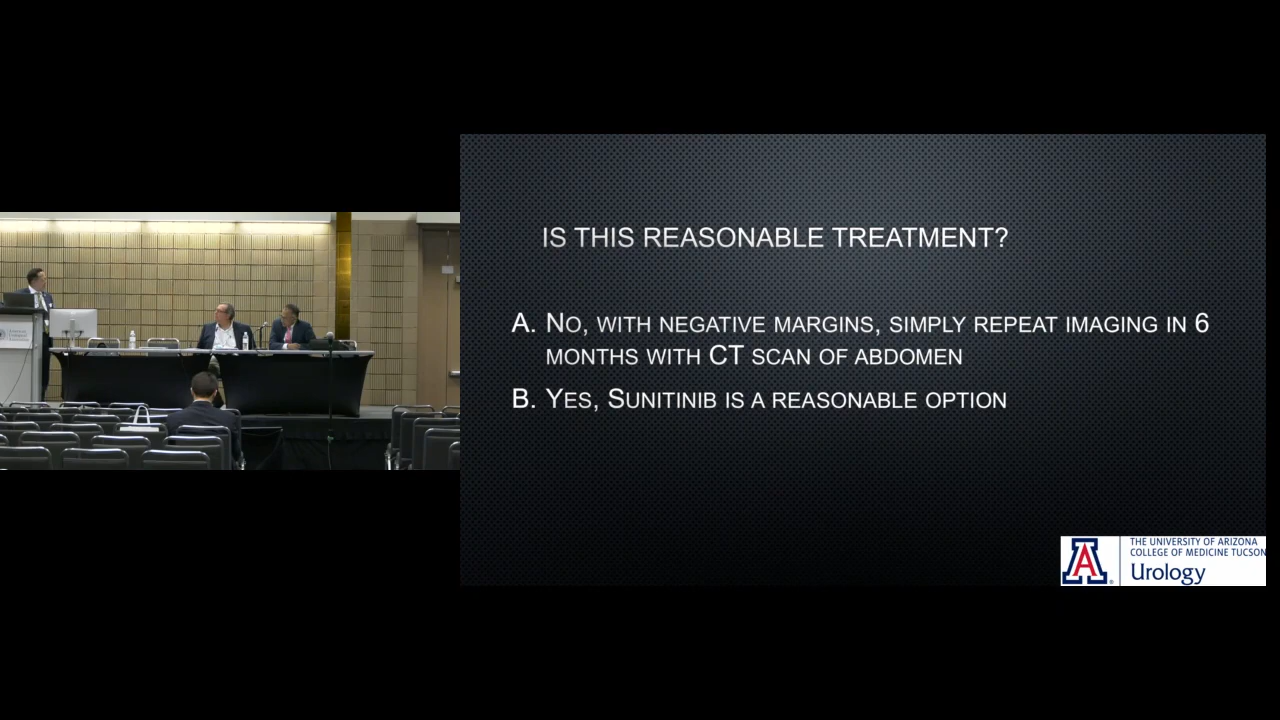 IS THIS REASONABLE TREATMENT?
A. NO, WITH NEGATIVE MARGINS, SIMPLY REPEAT IMAGING IN 6
MONTHS WITH CT SCAN OF ABDOMEN
B. YES, SUNITINIB IS A REASONABLE OPTION
THE UNIVERSITY OF ARIZONA
COLLEGE OF MEDICINE TUCSON
Urology